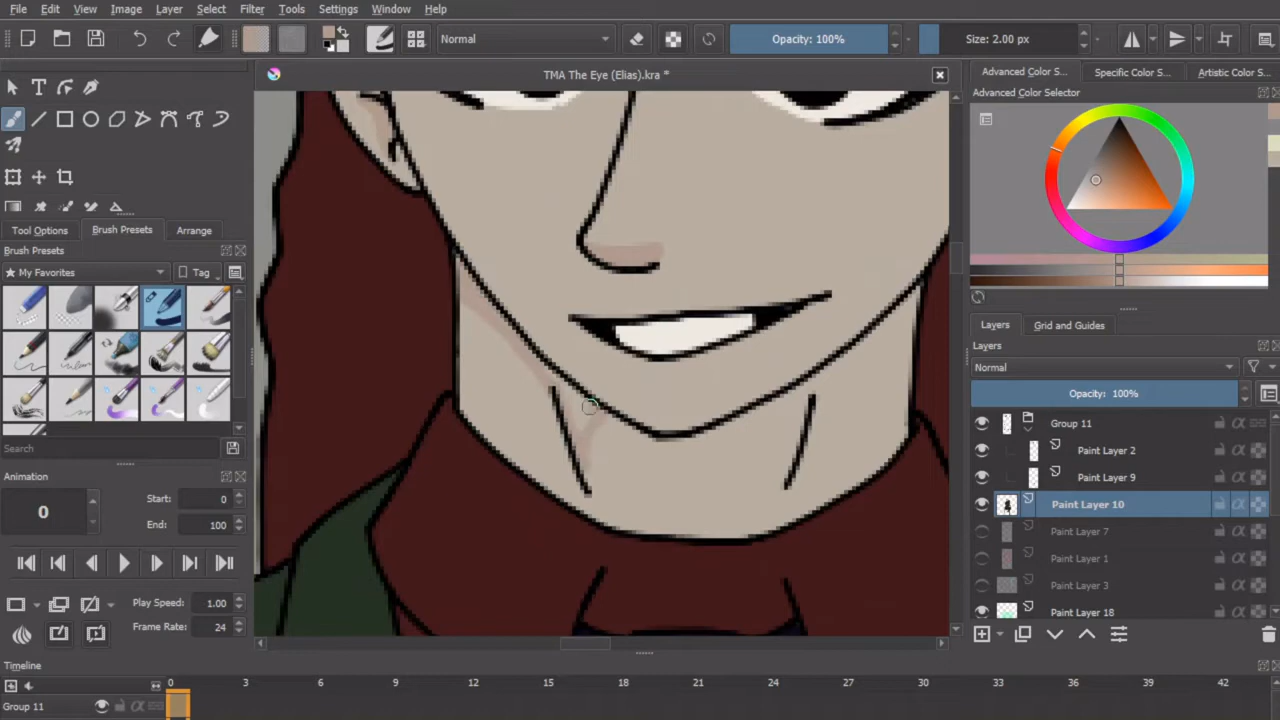 File Edit View Image Layer Select Filter Tools Settings Window Help
Normal Opacity: 100% Size: 2.00 px
TMA The Eye (Elias).kra *
Advanced Color S... Specific Color S... Artistic Color S...
Advanced Color Selector
Tool Options Brush Presets Arrange
Brush Presets
My Favorites Tag
Search
Animation
0 Start: 0
End: 100
Play Speed: 1.00
Frame Rate: 24
Layers Grid and Guides
Layers
Normal
Opacity: 100%
Group 11
Paint Layer 2
Paint Layer 9
Paint Layer 10
Paint Layer 7
Paint Layer 1
Paint Layer 3
Paint Layer 18
Timeline
0 3 6 9 12 15 18 21 24 27 30 33 36 39 42
Group 11